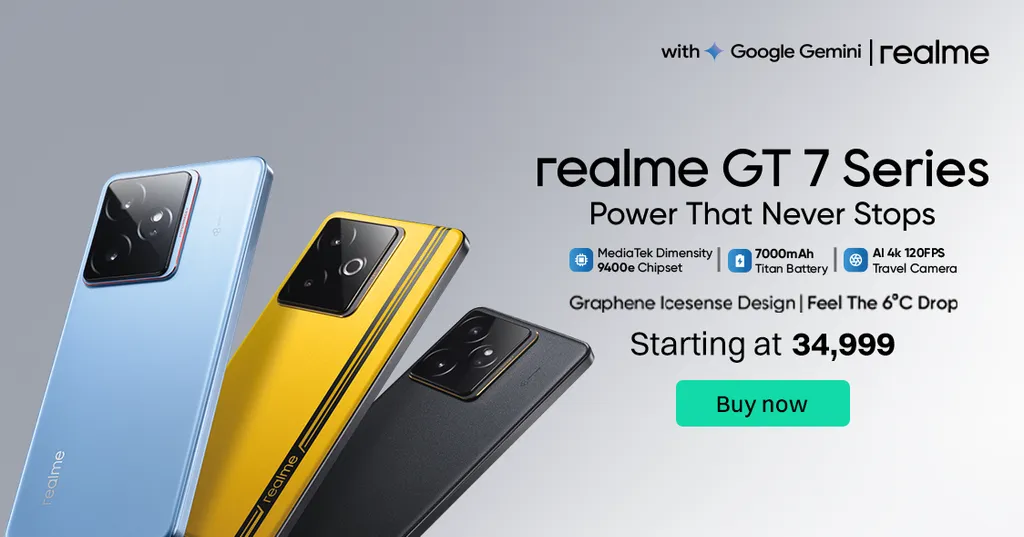 with Google Gemini | realme
realme GT 7 Series
Power That Never Stops
MediaTek Dimensity
9400e Chipset
7000mAh
Titan Battery
AI 4k 120FPS
Travel Camera
Graphene Icesense Design | Feel The 6°C Drop
Starting at 34,999
Buy now
realme
realme